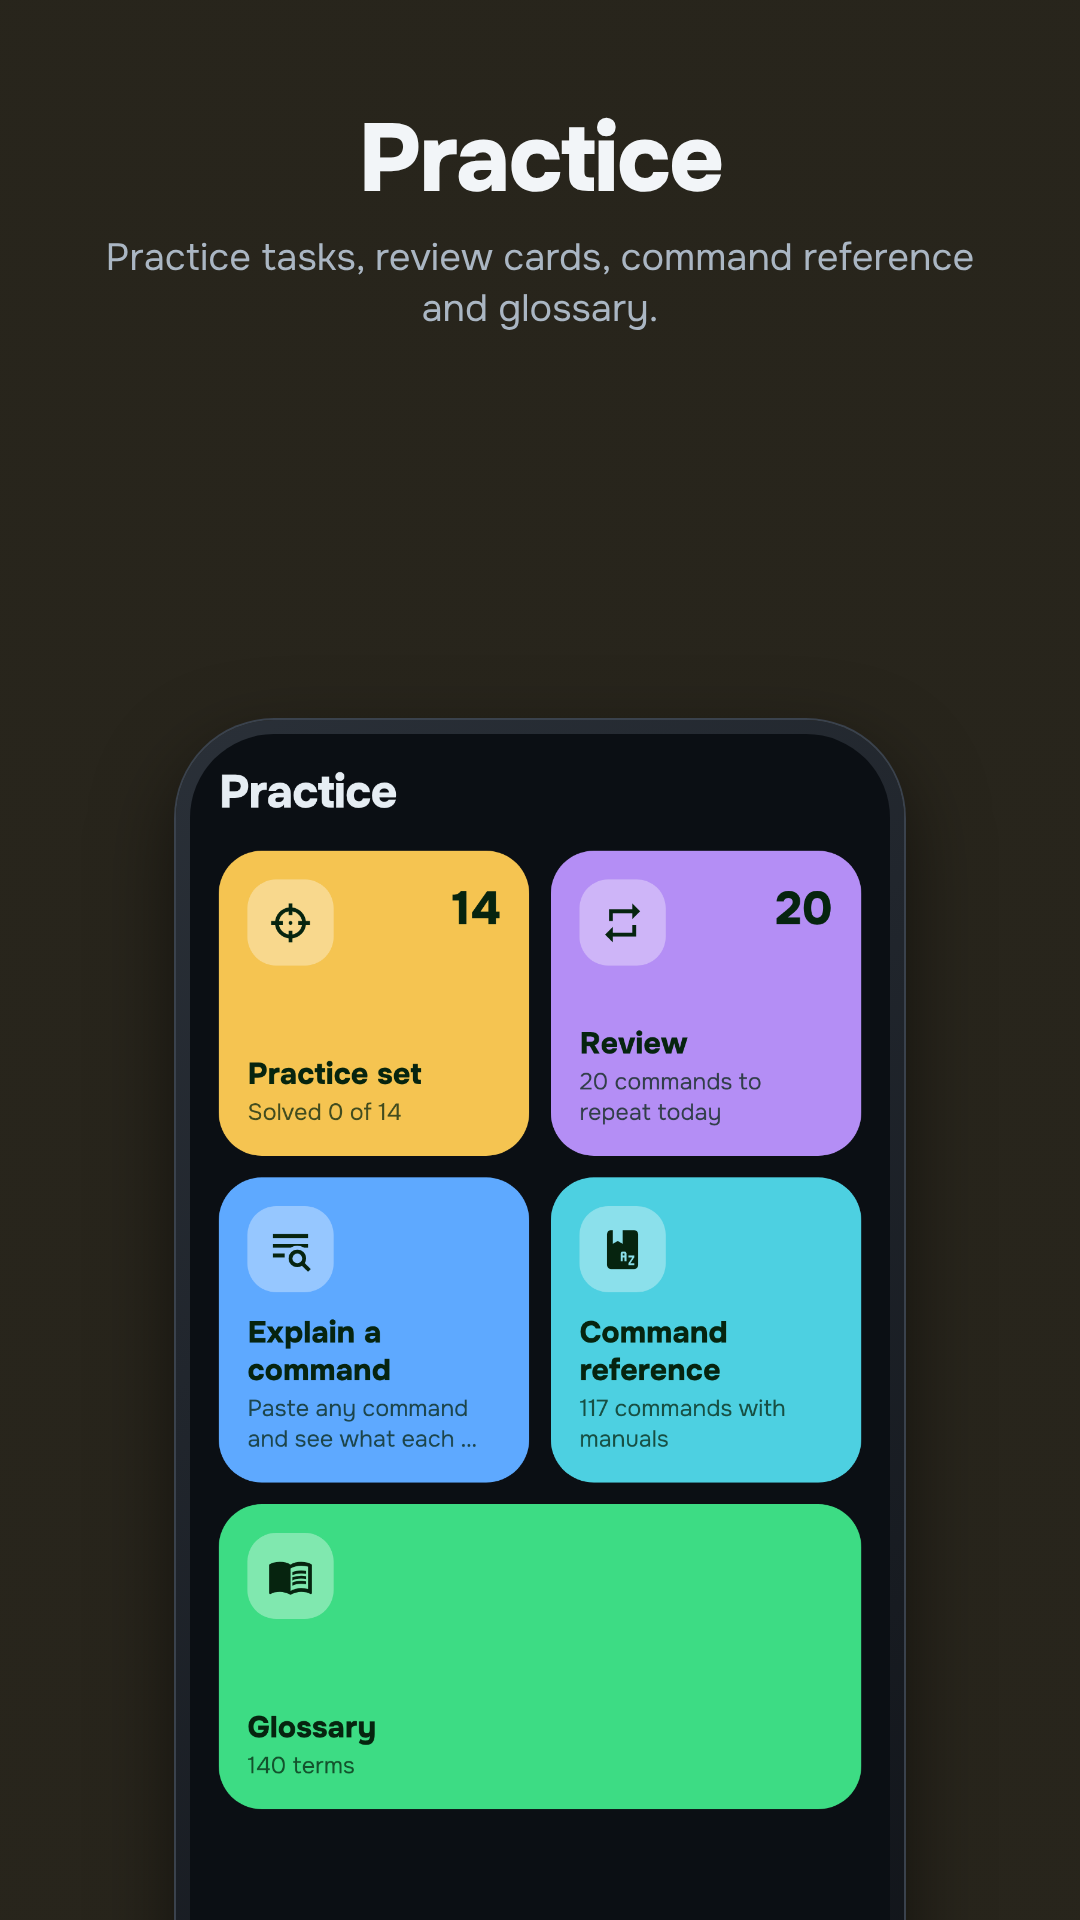 Practice
Practice tasks, review cards, command reference
and glossary.
Practice
14
Practice set
Solved 0 of 14
20
Review
20 commands to
repeat today
Explain a
command
Paste any command
and see what each ...
AZ
Command
reference
117 commands with
manuals
Glossary
140 terms